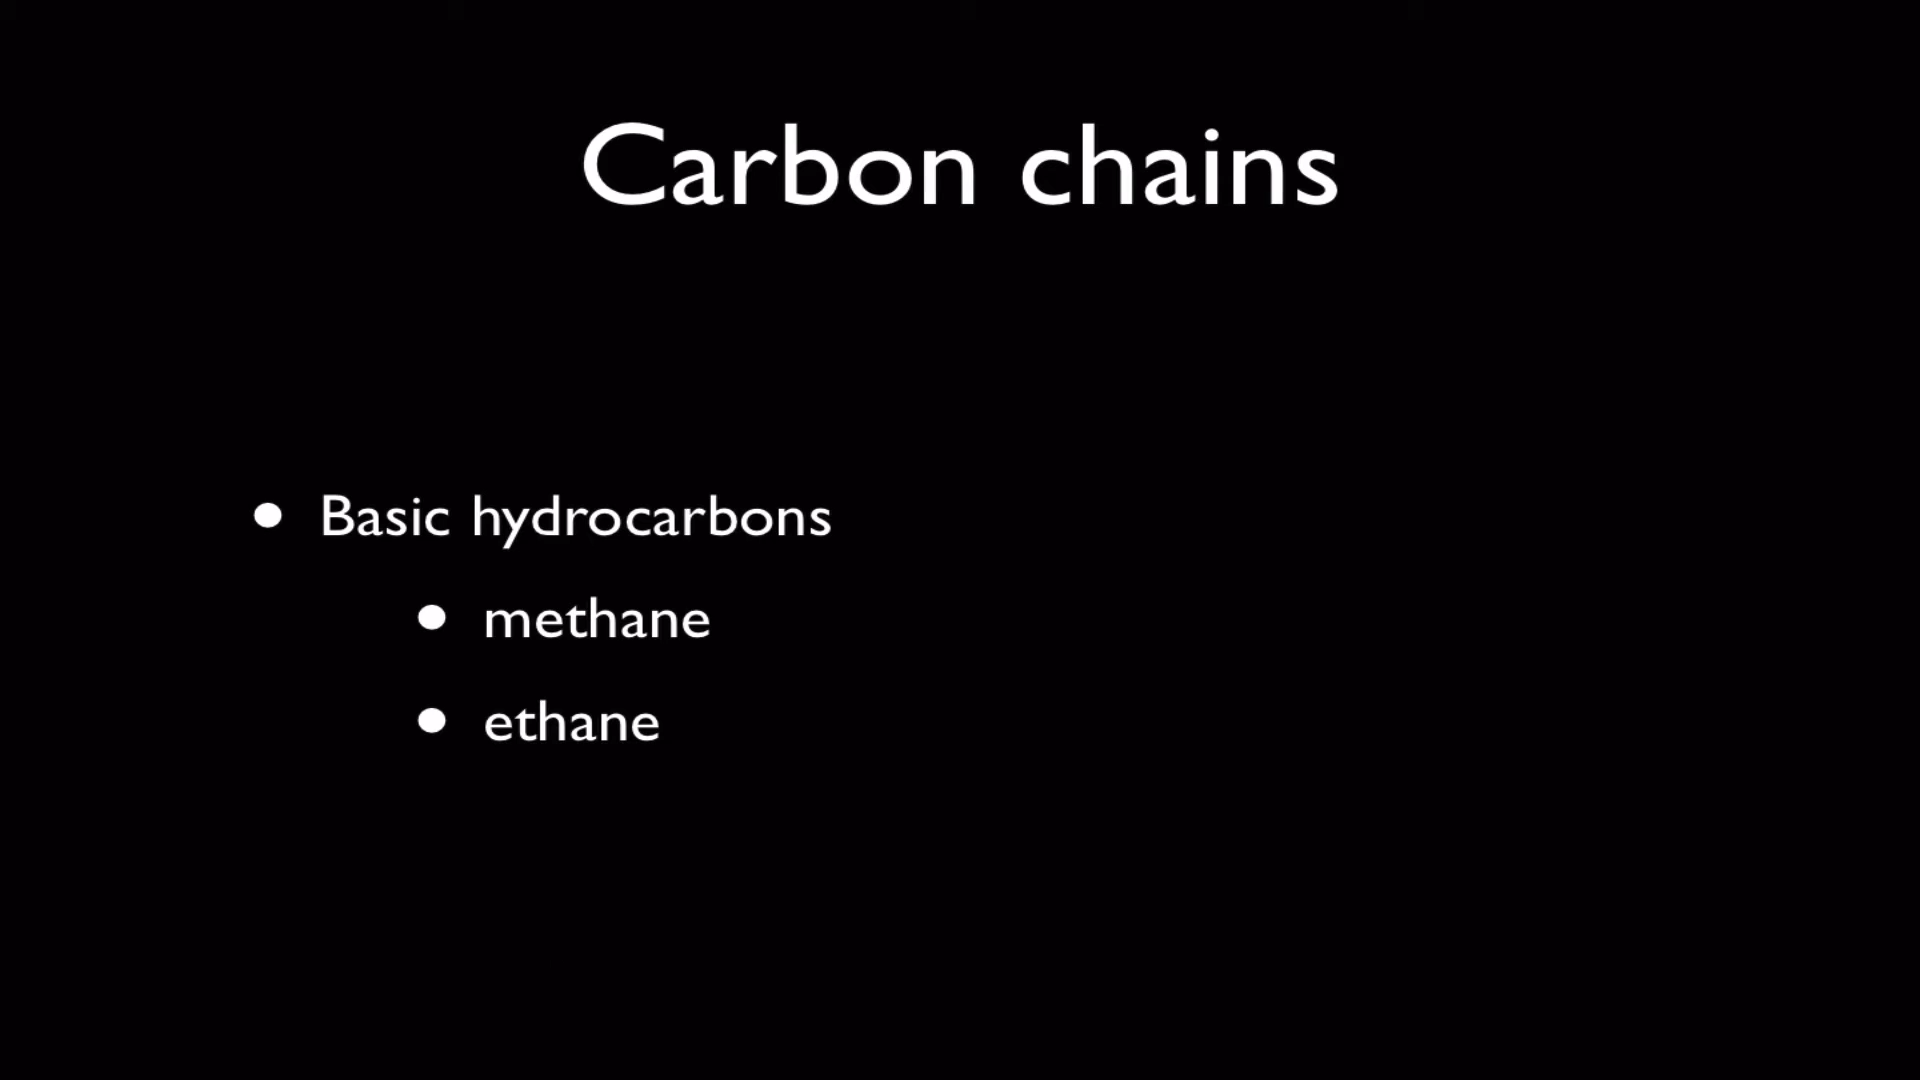 Carbon chains
• Basic hydrocarbons
• methane
• ethane